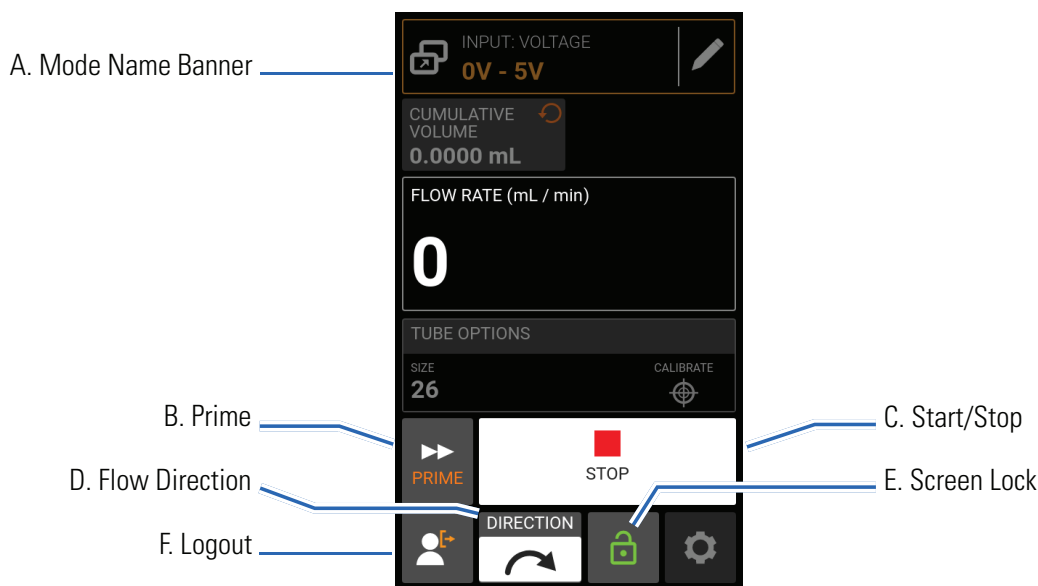 A. Mode Name Banner
INPUT: VOLTAGE
0V - 5V
CUMULATIVE
VOLUME
0.0000 mL
FLOW RATE (mL / min)
0
TUBE OPTIONS
SIZE
26
CALIBRATE
B. Prime
PRIME
STOP
C. Start/Stop
D. Flow Direction
DIRECTION
E. Screen Lock
F. Logout